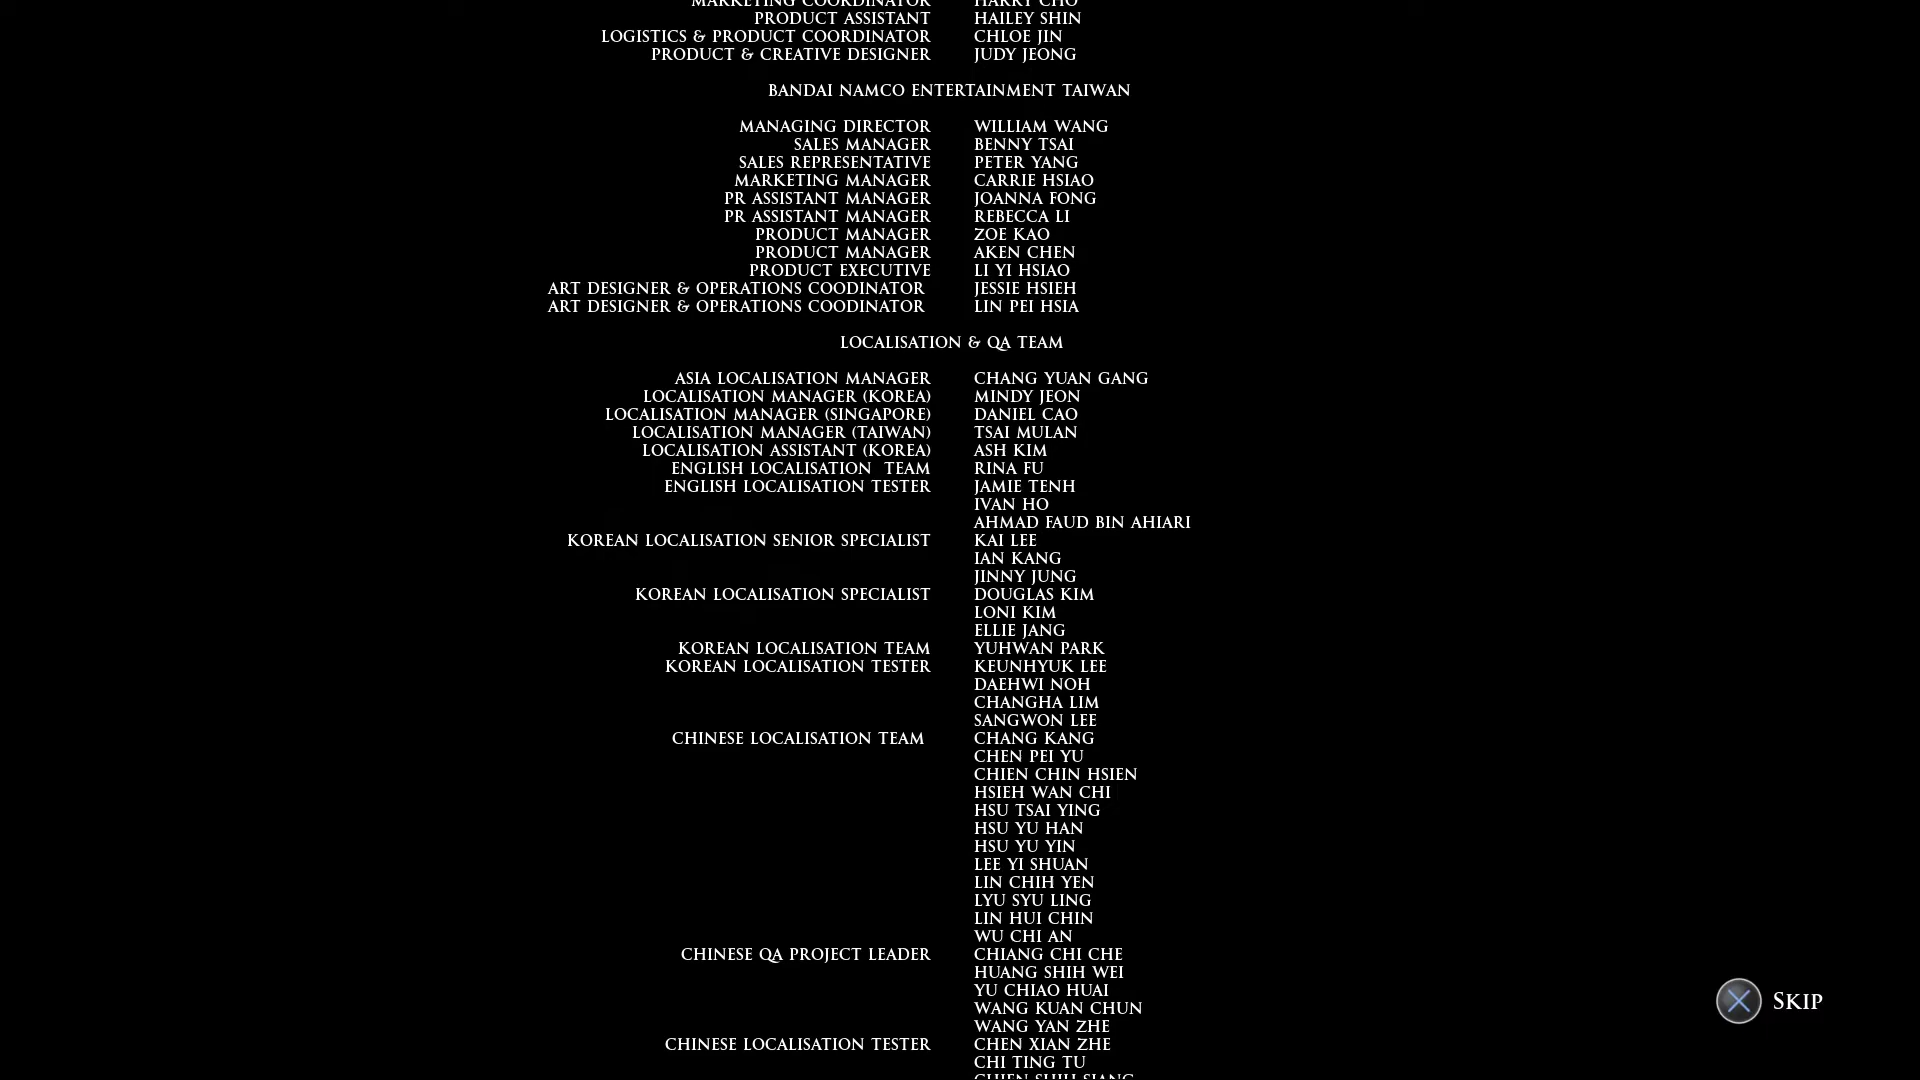 MARKETING COORDINATOR HARRY CHO
PRODUCT ASSISTANT HAILEY SHIN
LOGISTICS & PRODUCT COORDINATOR CHLOE JIN
PRODUCT & CREATIVE DESIGNER JUDY JEONG
BANDAI NAMCO ENTERTAINMENT TAIWAN
MANAGING DIRECTOR WILLIAM WANG
SALES MANAGER BENNY TSAI
SALES REPRESENTATIVE PETER YANG
MARKETING MANAGER CARRIE HSIAO
PR ASSISTANT MANAGER JOANNA FONG
PR ASSISTANT MANAGER REBECCA LI
PRODUCT MANAGER ZOE KAO
PRODUCT MANAGER AKEN CHEN
PRODUCT EXECUTIVE LI YI HSIAO
ART DESIGNER & OPERATIONS COODINATOR JESSIE HSIEH
ART DESIGNER & OPERATIONS COODINATOR LIN PEI HSIA
LOCALISATION & QA TEAM
ASIA LOCALISATION MANAGER CHANG YUAN GANG
LOCALISATION MANAGER (KOREA) MINDY JEON
LOCALISATION MANAGER (SINGAPORE) DANIEL CAO
LOCALISATION MANAGER (TAIWAN) TSAI MULAN
LOCALISATION ASSISTANT (KOREA) ASH KIM
ENGLISH LOCALISATION TEAM RINA FU
ENGLISH LOCALISATION TESTER JAMIE TENH
IVAN HO
AHMAD FAUD BIN AHIARI
KOREAN LOCALISATION SENIOR SPECIALIST KAI LEE
IAN KANG
JINNY JUNG
KOREAN LOCALISATION SPECIALIST DOUGLAS KIM
LONI KIM
ELLIE JANG
KOREAN LOCALISATION TEAM YUHWAN PARK
KOREAN LOCALISATION TESTER KEUNHYUK LEE
DAEHWI NOH
CHANGHA LIM
SANGWON LEE
CHINESE LOCALISATION TEAM CHANG KANG
CHEN PEI YU
CHIEN CHIN HSIEN
HSIEH WAN CHI
HSU TSAI YING
HSU YU HAN
HSU YU YIN
LEE YI SHUAN
LIN CHIH YEN
LYU SYU LING
LIN HUI CHIN
WU CHI AN
CHINESE QA PROJECT LEADER CHIANG CHI CHE
HUANG SHIH WEI
YU CHIAO HUAI
WANG KUAN CHUN
WANG YAN ZHE
CHINESE LOCALISATION TESTER CHEN XIAN ZHE
CHI TING TU
CHIEN SHIH SIANG
SKIP